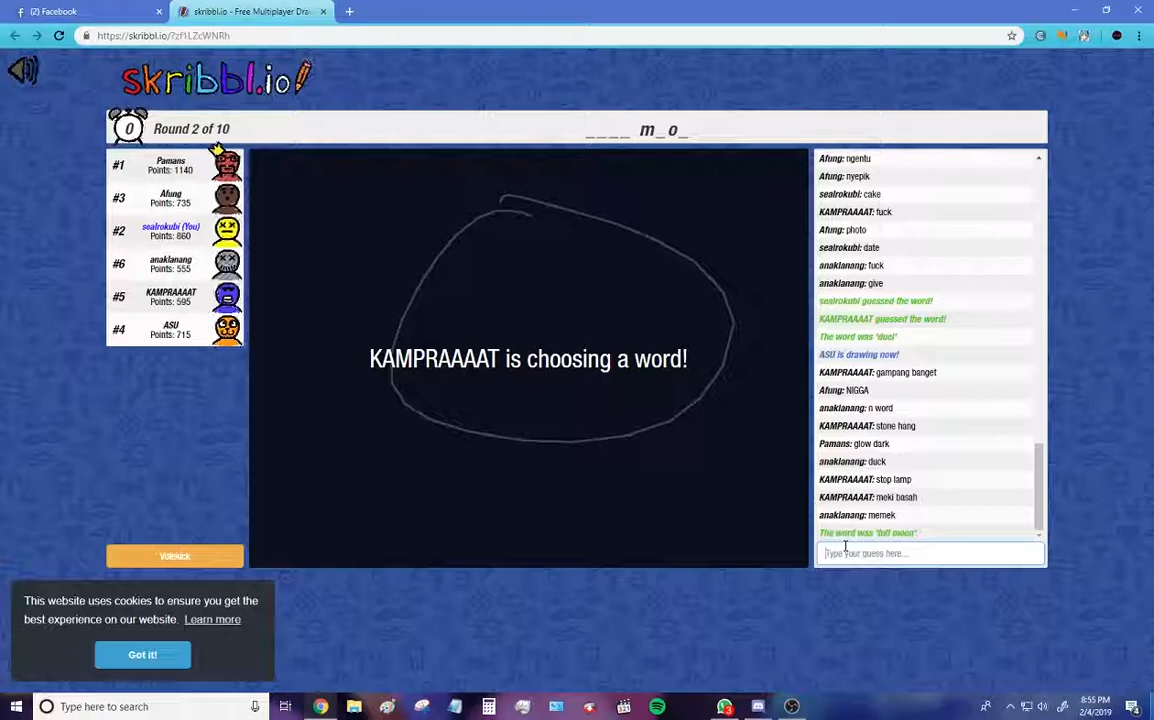 (2) Facebook
skribbl.io - Free Multiplayer Dra
https://skribbl.io/?zf1LZcWNRh
skribbl.io
0
Round 2 of 10
____ m_o_
#1
Pamans
Points: 1140
#3
Afung
Points: 735
#2
sealrokubi (You)
Points: 860
#6
anaklanang
Points: 555
#5
KAMPRAAAAT
Points: 595
#4
ASU
Points: 715
Votekick
KAMPRAAAAT is choosing a word!
Afung: ngentu
Afung: nyepik
sealrokubi: cake
KAMPRAAAAT: fuck
Afung: photo
sealrokubi: date
anaklanang: fuck
anaklanang: give
sealrokubi guessed the word!
KAMPRAAAAT guessed the word!
The word was 'duel'
ASU is drawing now!
KAMPRAAAAT: gampang banget
Afung: NIGGA
anaklanang: n word
KAMPRAAAAT: stone hang
Pamans: glow dark
anaklanang: duck
KAMPRAAAAT: stop lamp
KAMPRAAAAT: meki basah
anaklanang: memek
The word was 'full moon'
Type your guess here...
This website uses cookies to ensure you get the
best experience on our website. Learn more
Got it!
Type here to search
3
8:55 PM
2/4/2019
4